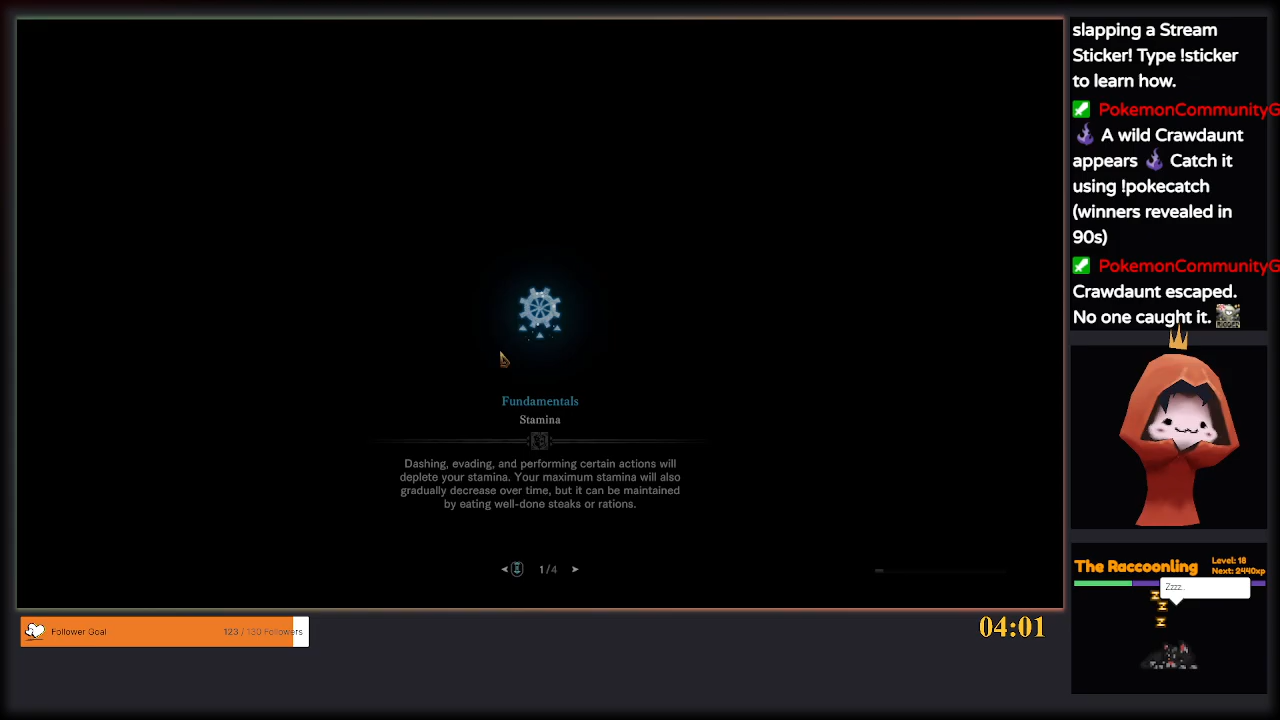 Fundamentals
Stamina
Dashing, evading, and performing certain actions will
deplete your stamina. Your maximum stamina will also
gradually decrease over time, but it can be maintained
by eating well-done steaks or rations.
1/4
slapping a Stream
Sticker! Type !sticker
to learn how.
PokemonCommunityG
A wild Crawdaunt
appears Catch it
using !pokecatch
(winners revealed in
90s)
PokemonCommunityG
Crawdaunt escaped.
No one caught it.
The Raccoonling
Level: 18
Next: 2440xp
Zzzz..
Z
Z
Z
Follower Goal
123 / 130 Followers
04:01